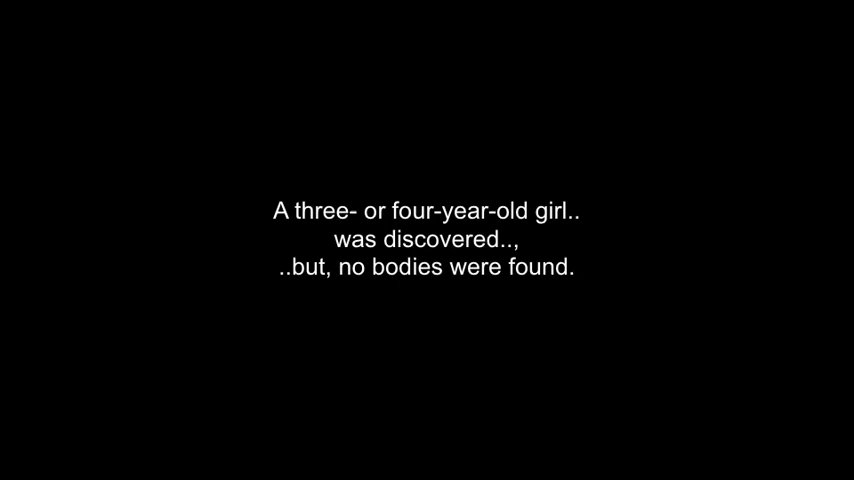 A three- or four-year-old girl..
was discovered..,
..but, no bodies were found.